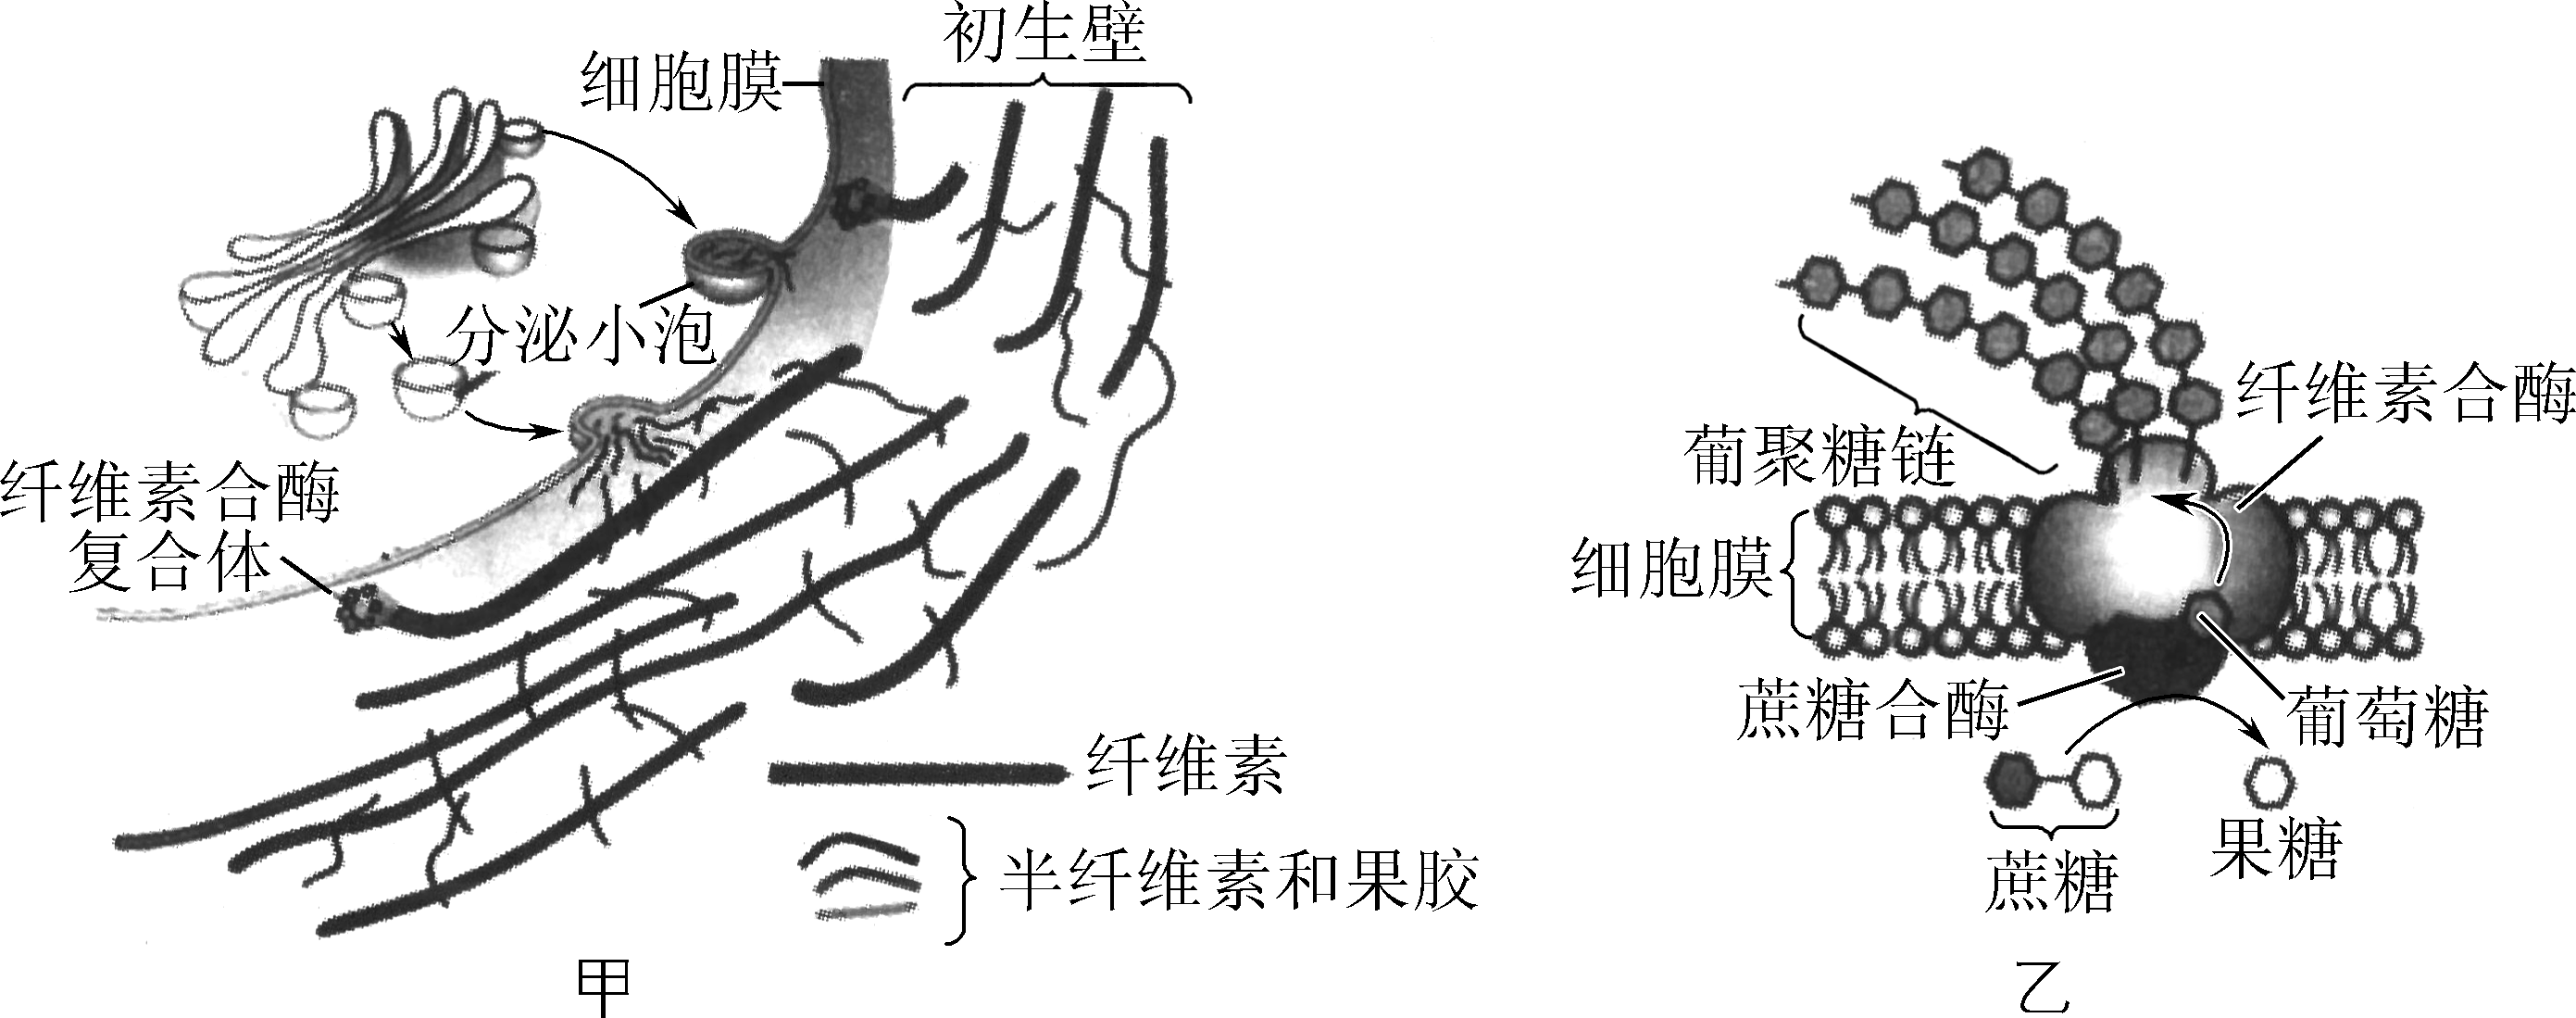 初生壁
细胞膜
分泌小泡
纤维素合酶
复合体
纤维素
半纤维素和果胶
甲
纤维素合酶
葡聚糖链
细胞膜
蔗糖合酶
葡萄糖
蔗糖
果糖
乙